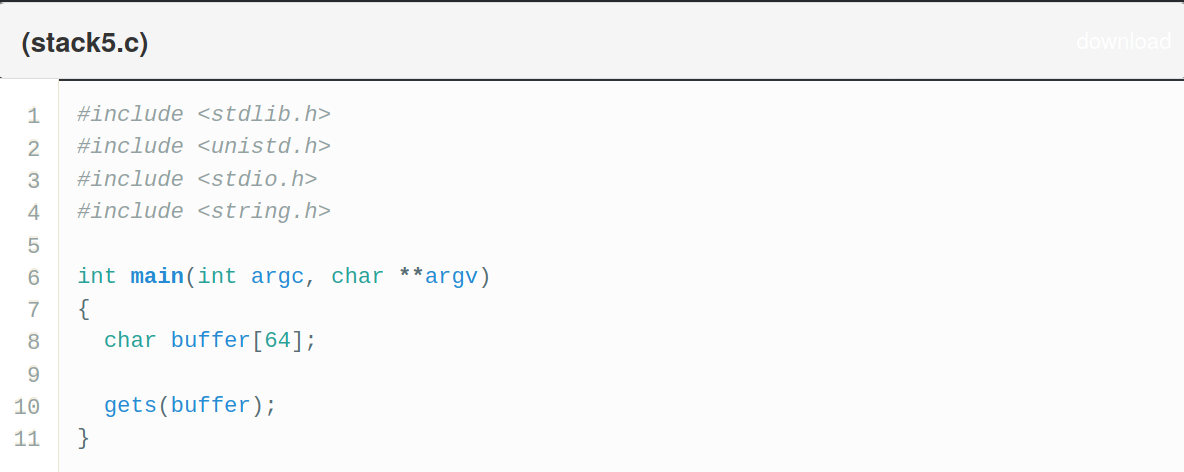 (stack5.c)
download
1 #include <stdlib.h>
2 #include <unistd.h>
3 #include <stdio.h>
4 #include <string.h>
5
6 int main(int argc, char **argv)
7 {
8   char buffer[64];
9
10   gets(buffer);
11 }